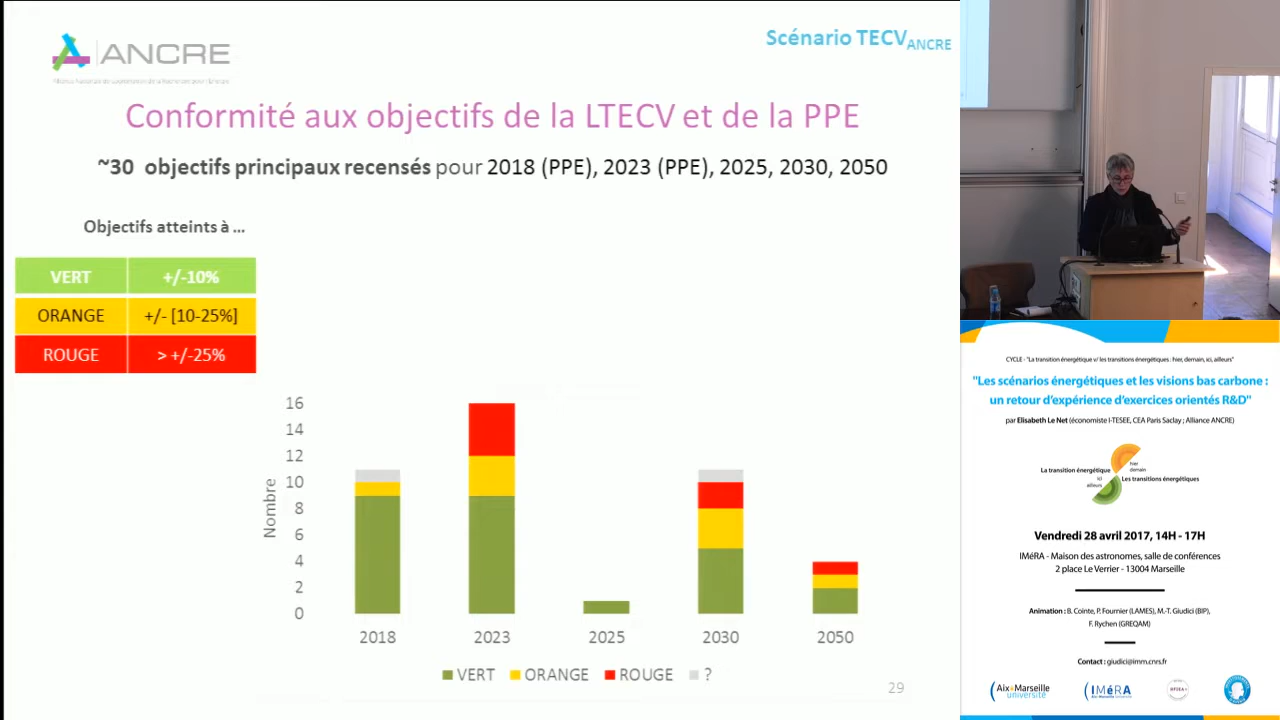 ANCRE
Scénario TECV ANCRE
Conformité aux objectifs de la LTECV et de la PPE
~30 objectifs principaux recensés pour 2018 (PPE), 2023 (PPE), 2025, 2030, 2050
Objectifs atteints à ...
VERT +/-10%
ORANGE +/- [10-25%]
ROUGE > +/-25%
Nombre
16
14
12
10
8
6
4
2
0
2018 2023 2025 2030 2050
VERT ORANGE ROUGE ?
29
CYCLE - "La transition énergétique v/ les transitions énergétiques : hier, demain, ici, ailleurs"
"Les scénarios énergétiques et les visions bas carbone :
un retour d'expérience d'exercices orientés R&D"
par Elisabeth Le Net (économiste I-TESEE, CEA Paris Saclay ; Alliance ANCRE)
La transition énergétique
hier
demain
ici
ailleurs
Les transitions énergétiques
Vendredi 28 avril 2017, 14H - 17H
IMéRA - Maison des astronomes, salle de conférences
2 place Le Verrier - 13004 Marseille
Animation : B. Cointe, P. Fournier (LAMES), M.-T. Giudici (BIP),
F. Rychen (GREQAM)
Contact : giudici@imm.cnrs.fr
Aix Marseille
université
IMéRA